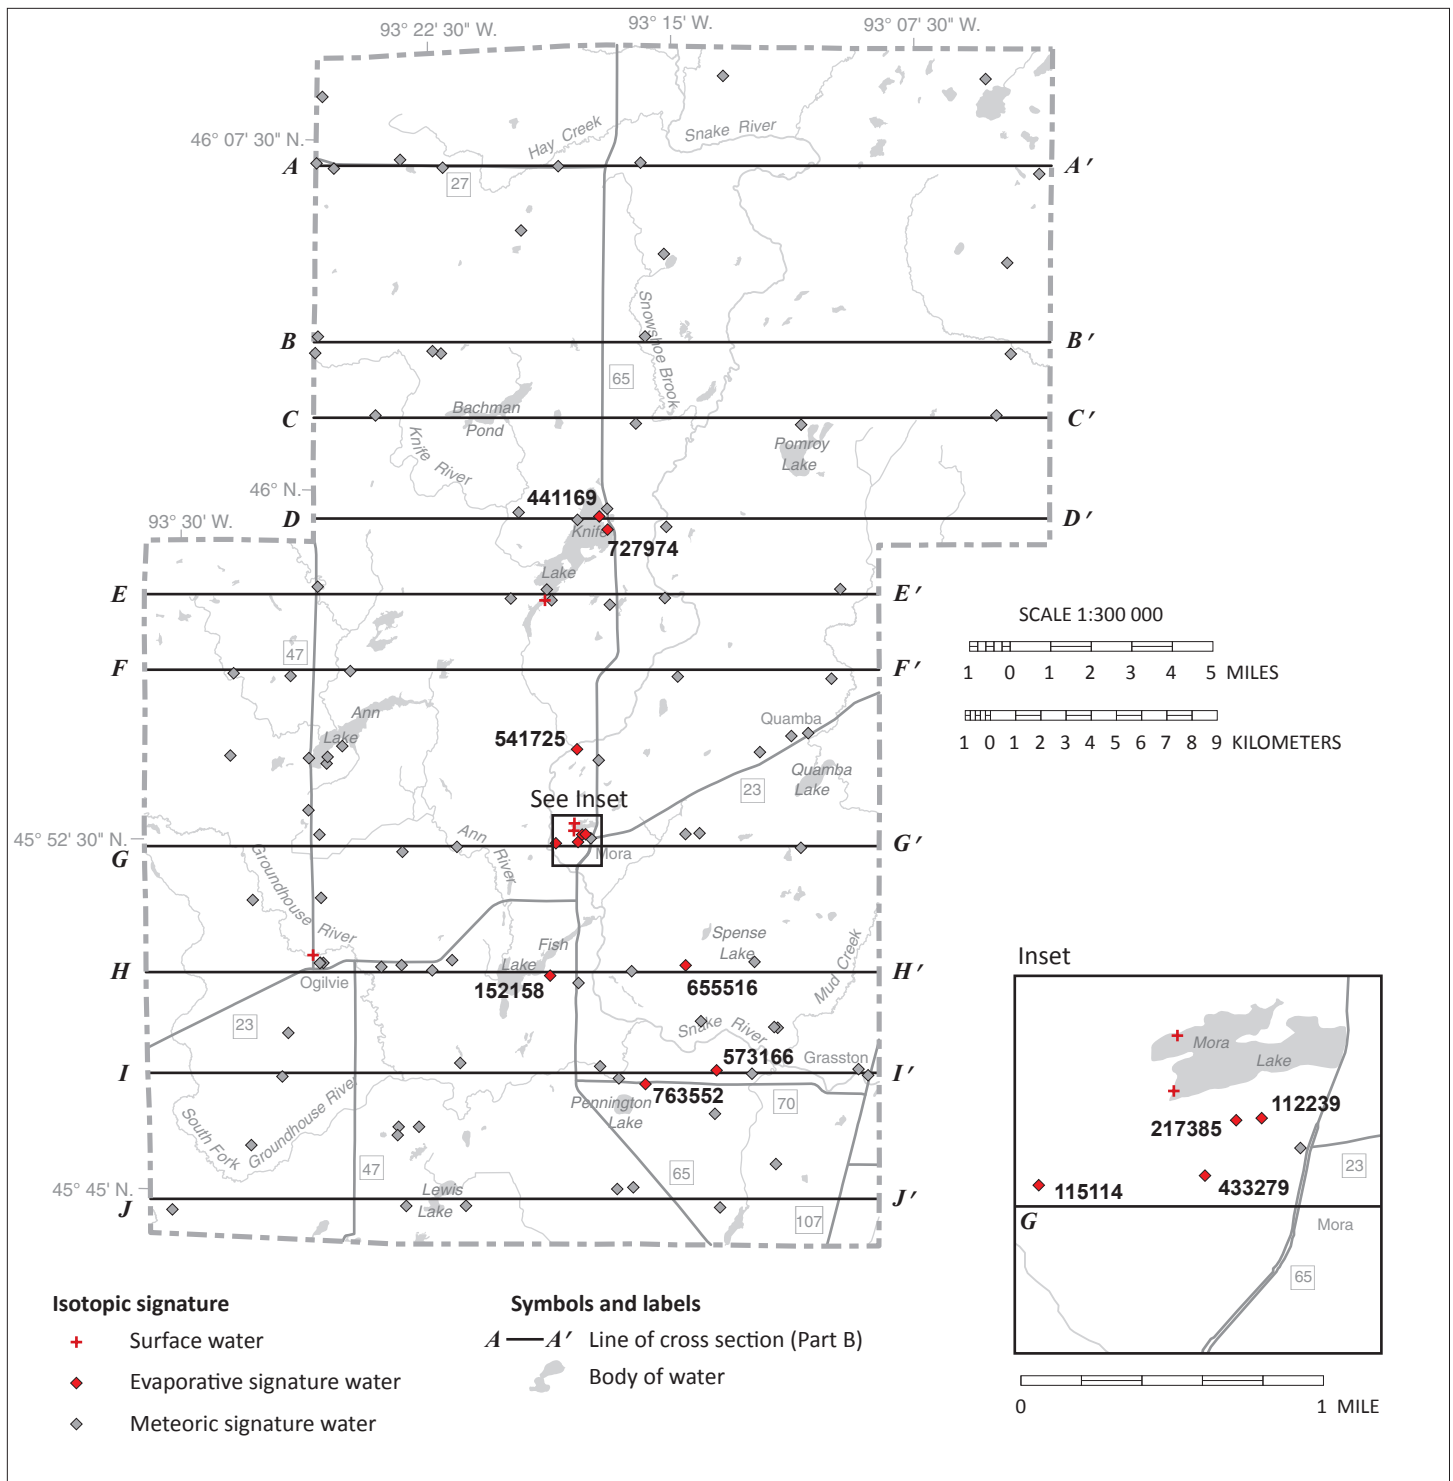 93° 22' 30" W.
93° 15' W.
93° 07' 30" W.
46° 07' 30" N.
Hay Creek
Snake River
A
A'
27
Snowshoe Brook
B
B'
65
Bachman
Pond
C
C'
Knife River
Pomroy
Lake
46° N.
441169
93° 30' W.
D
D'
Knife
727974
Lake
E
E'
SCALE 1:300 000
47
F
F'
1 0 1 2 3 4 5 MILES
Ann
Lake
Quamba
1 0 1 2 3 4 5 6 7 8 9 KILOMETERS
541725
Quamba
Lake
23
See Inset
45° 52' 30" N.
Ann River
G
G'
Mora
Groundhouse River
Fish
Lake
Spense
Lake
Mud Creek
Inset
H
H'
Ogilvie
152158
655516
23
Snake River
Mora
Lake
573166
Grasston
I
I'
763552
112239
217385
Pennington
Lake
70
South Fork Groundhouse River
23
115114
433279
47
65
45° 45' N.
Lewis
Lake
G
Mora
J
J'
107
65
Isotopic signature
Symbols and labels
Surface water
A — A' Line of cross section (Part B)
Evaporative signature water
Body of water
Meteoric signature water
0 1 MILE